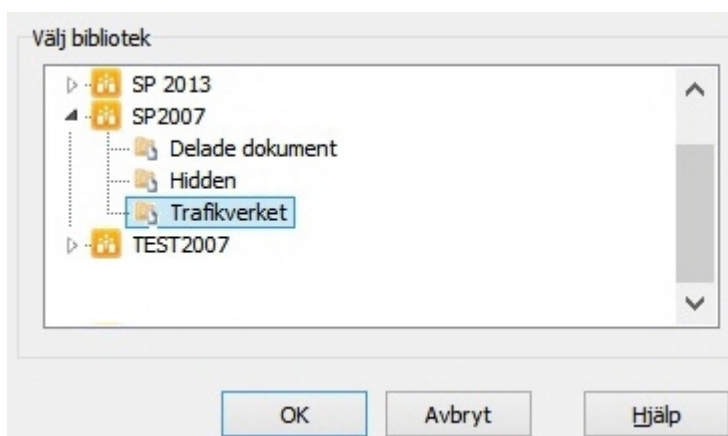 Välj bibliotek
SP 2013
SP2007
Delade dokument
Hidden
Trafikverket
TEST2007
OK Avbryt Hjälp